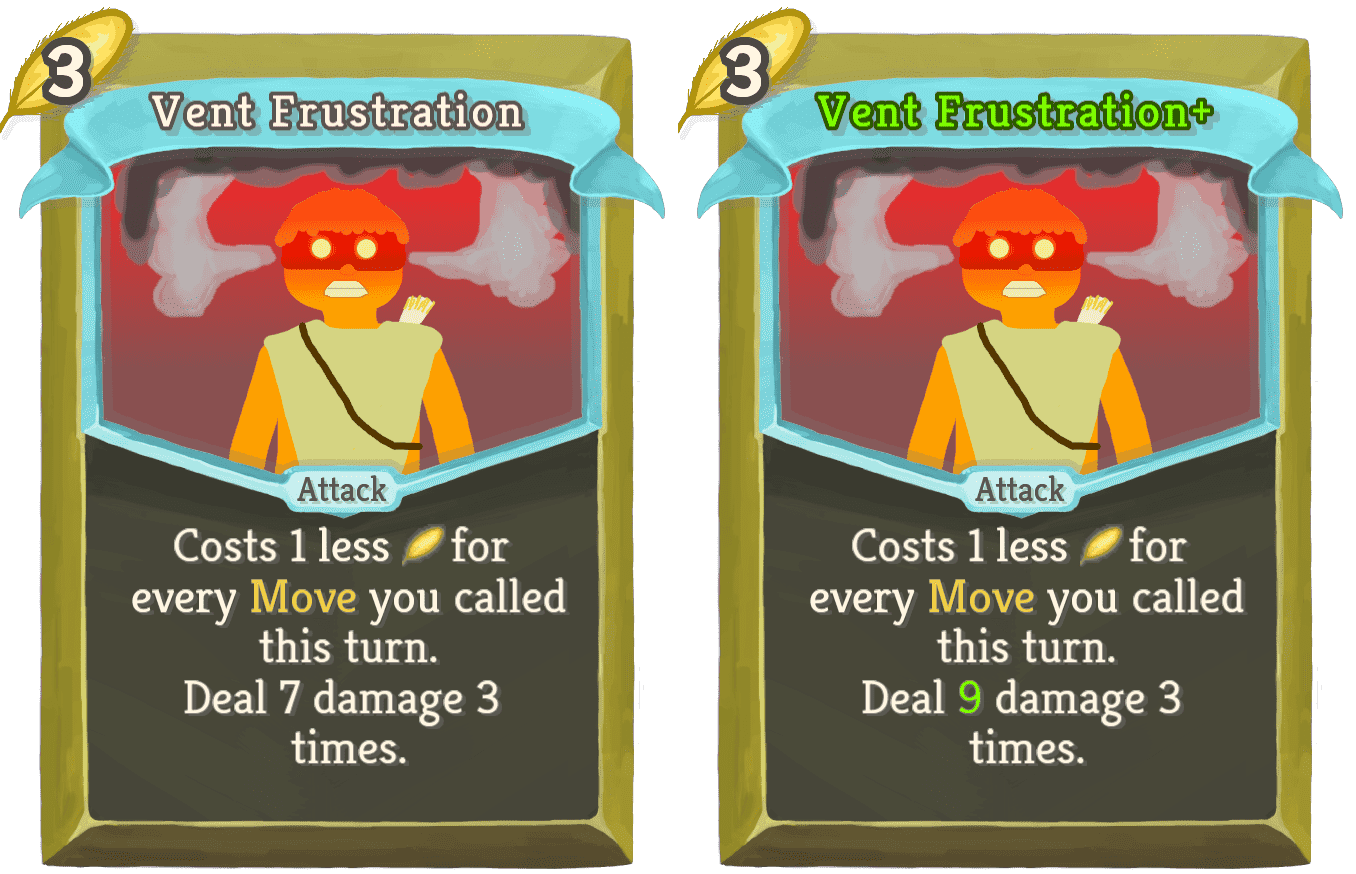 3
Vent Frustration
Attack
Costs 1 less for
every Move you called
this turn.
Deal 7 damage 3
times.
3
Vent Frustration+
Attack
Costs 1 less for
every Move you called
this turn.
Deal 9 damage 3
times.